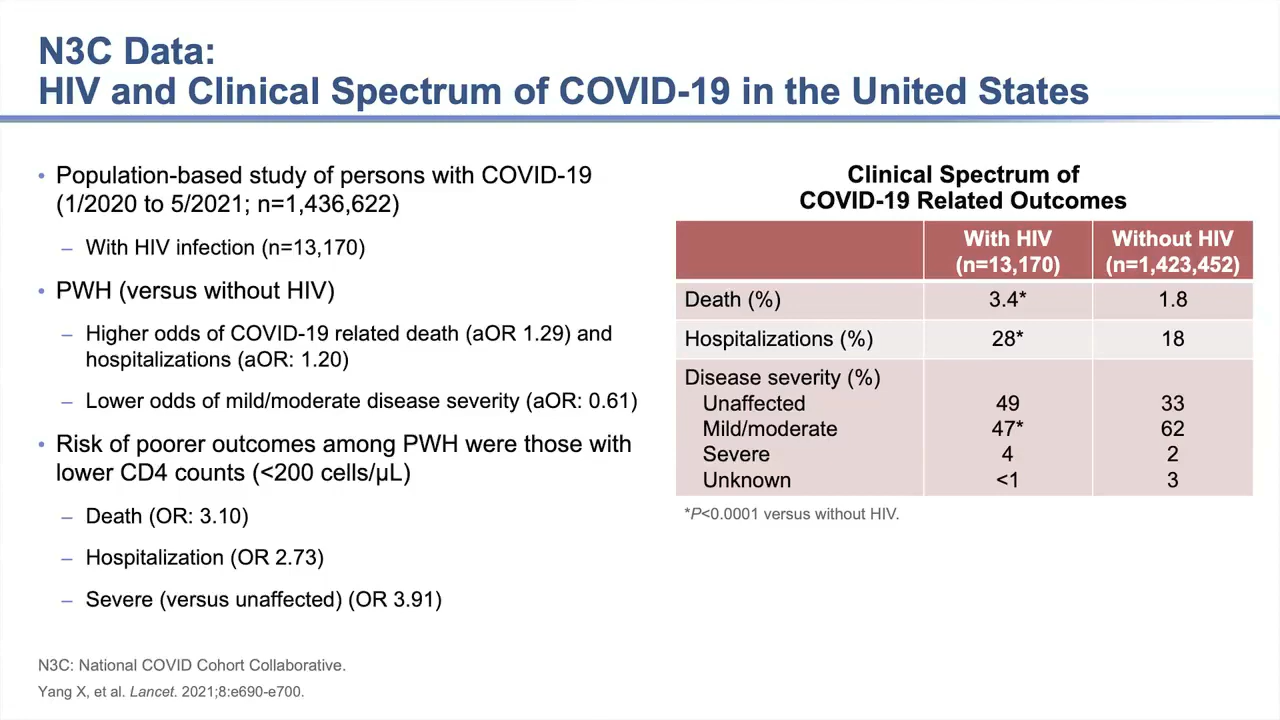 N3C Data:
HIV and Clinical Spectrum of COVID-19 in the United States
• Population-based study of persons with COVID-19
(1/2020 to 5/2021; n=1,436,622)
– With HIV infection (n=13,170)
• PWH (versus without HIV)
– Higher odds of COVID-19 related death (aOR 1.29) and
hospitalizations (aOR: 1.20)
– Lower odds of mild/moderate disease severity (aOR: 0.61)
• Risk of poorer outcomes among PWH were those with
lower CD4 counts (<200 cells/µL)
– Death (OR: 3.10)
– Hospitalization (OR 2.73)
– Severe (versus unaffected) (OR 3.91)
Clinical Spectrum of
COVID-19 Related Outcomes
With HIV Without HIV
(n=13,170) (n=1,423,452)
Death (%) 3.4* 1.8
Hospitalizations (%) 28* 18
Disease severity (%)
Unaffected 49 33
Mild/moderate 47* 62
Severe 4 2
Unknown <1 3
*P<0.0001 versus without HIV.
N3C: National COVID Cohort Collaborative.
Yang X, et al. Lancet. 2021;8:e690-e700.